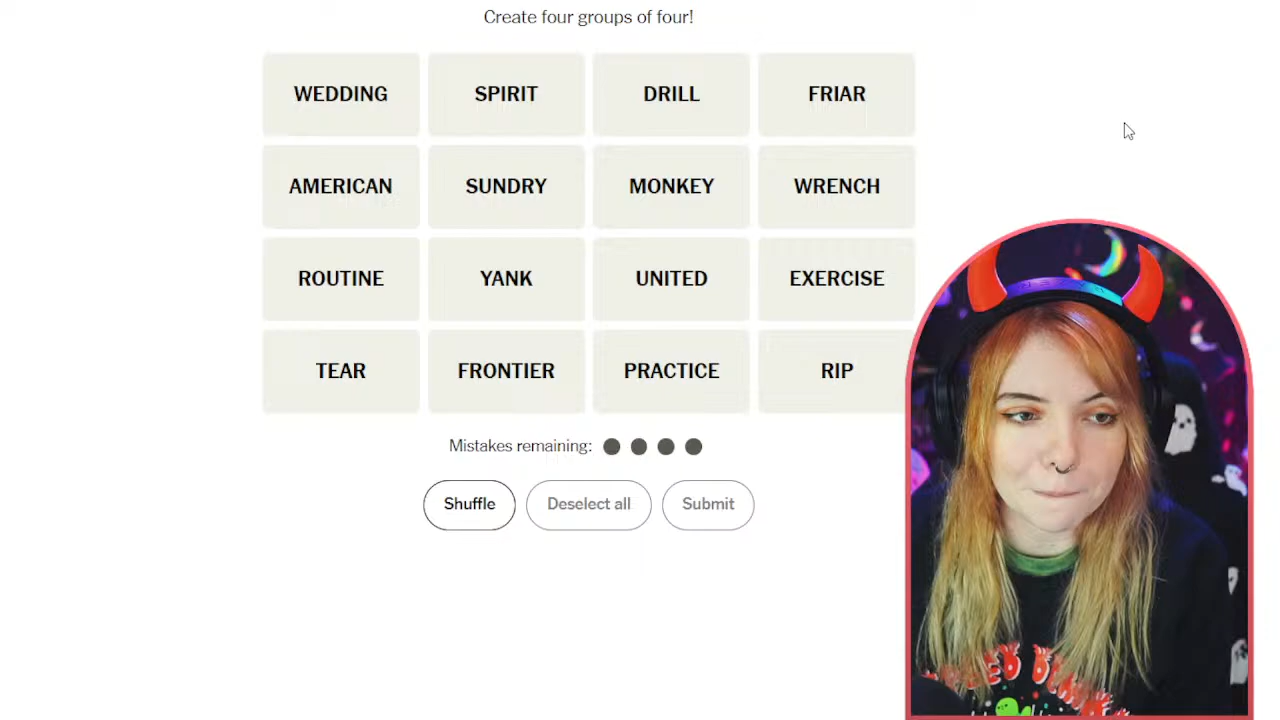 Create four groups of four!
WEDDING SPIRIT DRILL FRIAR
AMERICAN SUNDRY MONKEY WRENCH
ROUTINE YANK UNITED EXERCISE
TEAR FRONTIER PRACTICE RIP
Mistakes remaining:
Shuffle Deselect all Submit